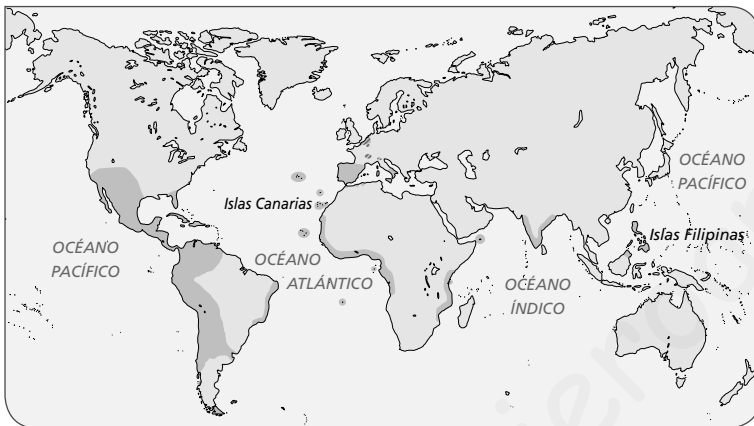 OCÉANO
PACÍFICO
Islas Canarias
Islas Filipinas
OCÉANO
PACÍFICO
OCÉANO
ATLÁNTICO
OCÉANO
ÍNDICO